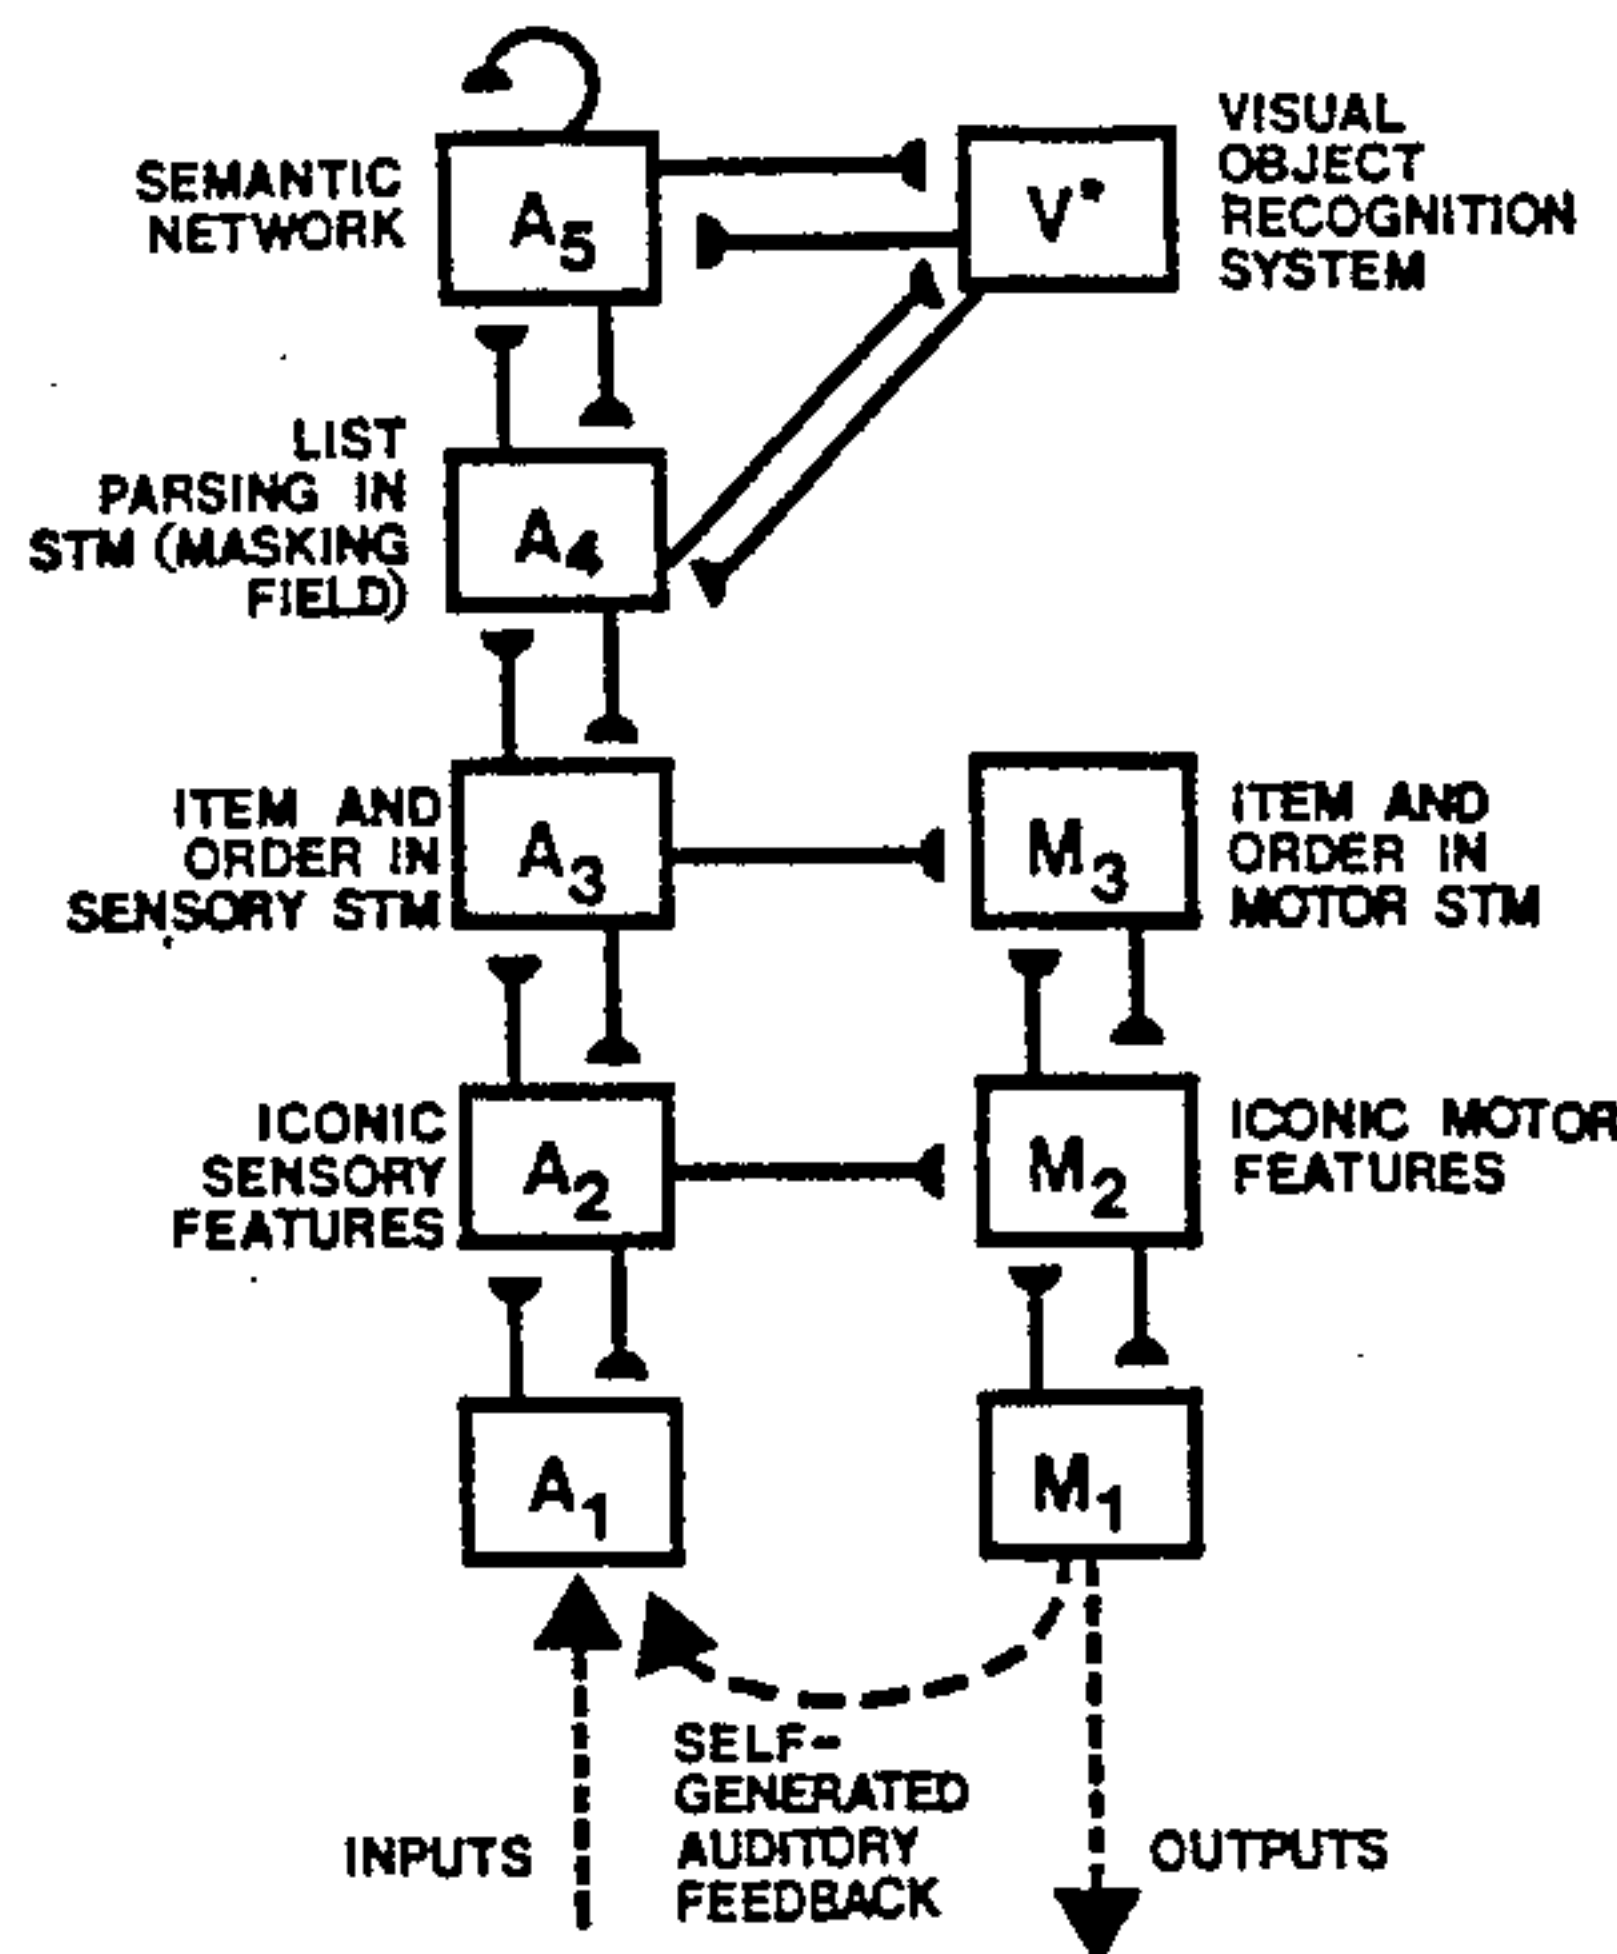 SEMANTIC
NETWORK
A5
V*
VISUAL
OBJECT
RECOGNITION
SYSTEM
LIST
PARSING IN
STM (MASKING
FIELD)
A4
ITEM AND
ORDER IN
SENSORY STM
A3
M3
ITEM AND
ORDER IN
MOTOR STM
ICONIC
SENSORY
FEATURES
A2
M2
ICONIC MOTOR
FEATURES
A1
M1
SELF-
GENERATED
AUDITORY
FEEDBACK
INPUTS
OUTPUTS